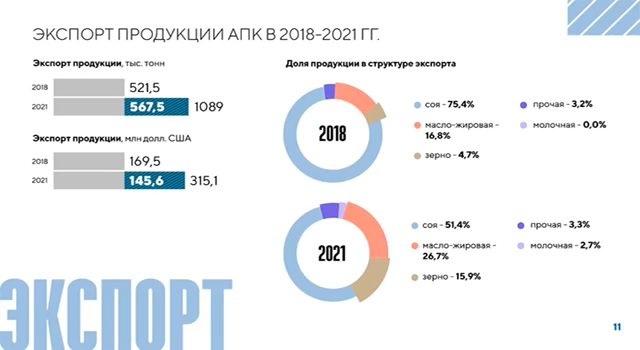 ЭКСПОРТ ПРОДУКЦИИ АПК В 2018-2021 ГГ.
Экспорт продукции, тыс. тонн
2018 521,5
2021 567,5 1089
Экспорт продукции, млн долл. США
2018 169,5
2021 145,6 315,1
Доля продукции в структуре экспорта
2018
соя - 75,4%
прочая - 3,2%
масло-жировая -
16,8%
молочная - 0,0%
зерно - 4,7%
2021
соя - 51,4%
прочая - 3,3%
масло-жировая -
26,7%
молочная - 2,7%
зерно - 15,9%
ЭКСПОРТ
11